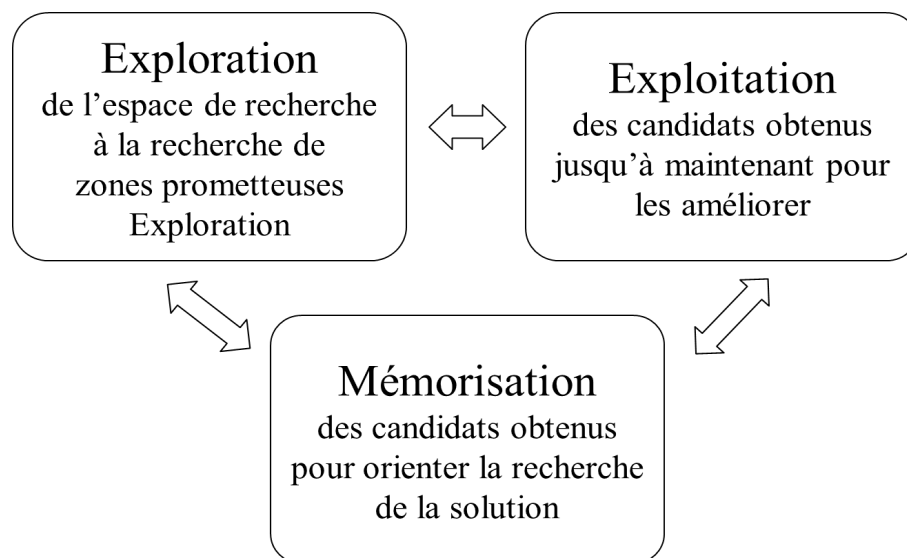 Exploration
de l’espace de recherche
à la recherche de
zones prometteuses
Exploration
Exploitation
des candidats obtenus
jusqu’à maintenant pour
les améliorer
Mémorisation
des candidats obtenus
pour orienter la recherche
de la solution